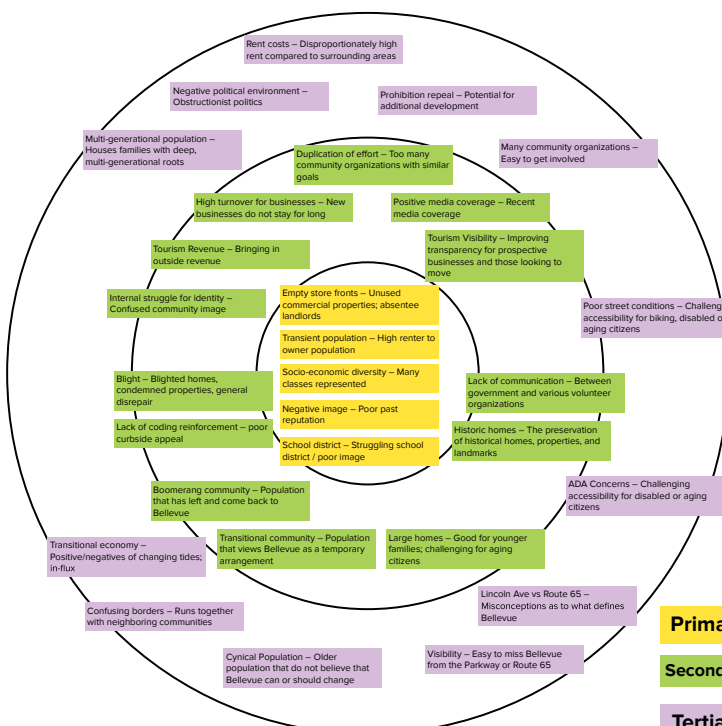 Rent costs – Disproportionately high
rent compared to surrounding areas
Negative political environment –
Obstructionist politics
Prohibition repeal – Potential for
additional development
Multi-generational population –
Houses families with deep,
multi-generational roots
Many community organizations –
Easy to get involved
Duplication of effort – Too many
community organizations with similar
goals
High turnover for businesses – New
businesses do not stay for long
Positive media coverage – Recent
media coverage
Tourism Revenue – Bringing in
outside revenue
Tourism Visibility – Improving
transparency for prospective
businesses and those looking to
move
Internal struggle for identity –
Confused community image
Empty store fronts – Unused
commercial properties; absentee
landlords
Poor street conditions –
accessibility for biking, disabled
aging citizens
Transient population – High renter to
owner population
Socio-economic diversity – Many
classes represented
Blight – Blighted homes,
condemned properties, general
disrepair
Lack of communication – Between
government and various volunteer
organizations
Negative image – Poor past
reputation
Lack of coding reinforcement – poor
curbside appeal
Historic homes – The preservation
of historical homes, properties, and
landmarks
School district – Struggling school
district / poor image
Boomerang community – Population
that has left and come back to
Bellevue
ADA Concerns – Challenging
accessibility for disabled or aging
citizens
Transitional community – Population
that views Bellevue as a temporary
arrangement
Large homes – Good for younger
families; challenging for aging
citizens
Transitional economy –
Positive/negatives of changing tides;
in-flux
Lincoln Ave vs Route 65 –
Misconceptions as to what defines
Bellevue
Confusing borders – Runs together
with neighboring communities
Cynical Population – Older
population that do not believe that
Bellevue can or should change
Visibility – Easy to miss Bellevue
from the Parkway or Route 65
Prima
Second
Tertia